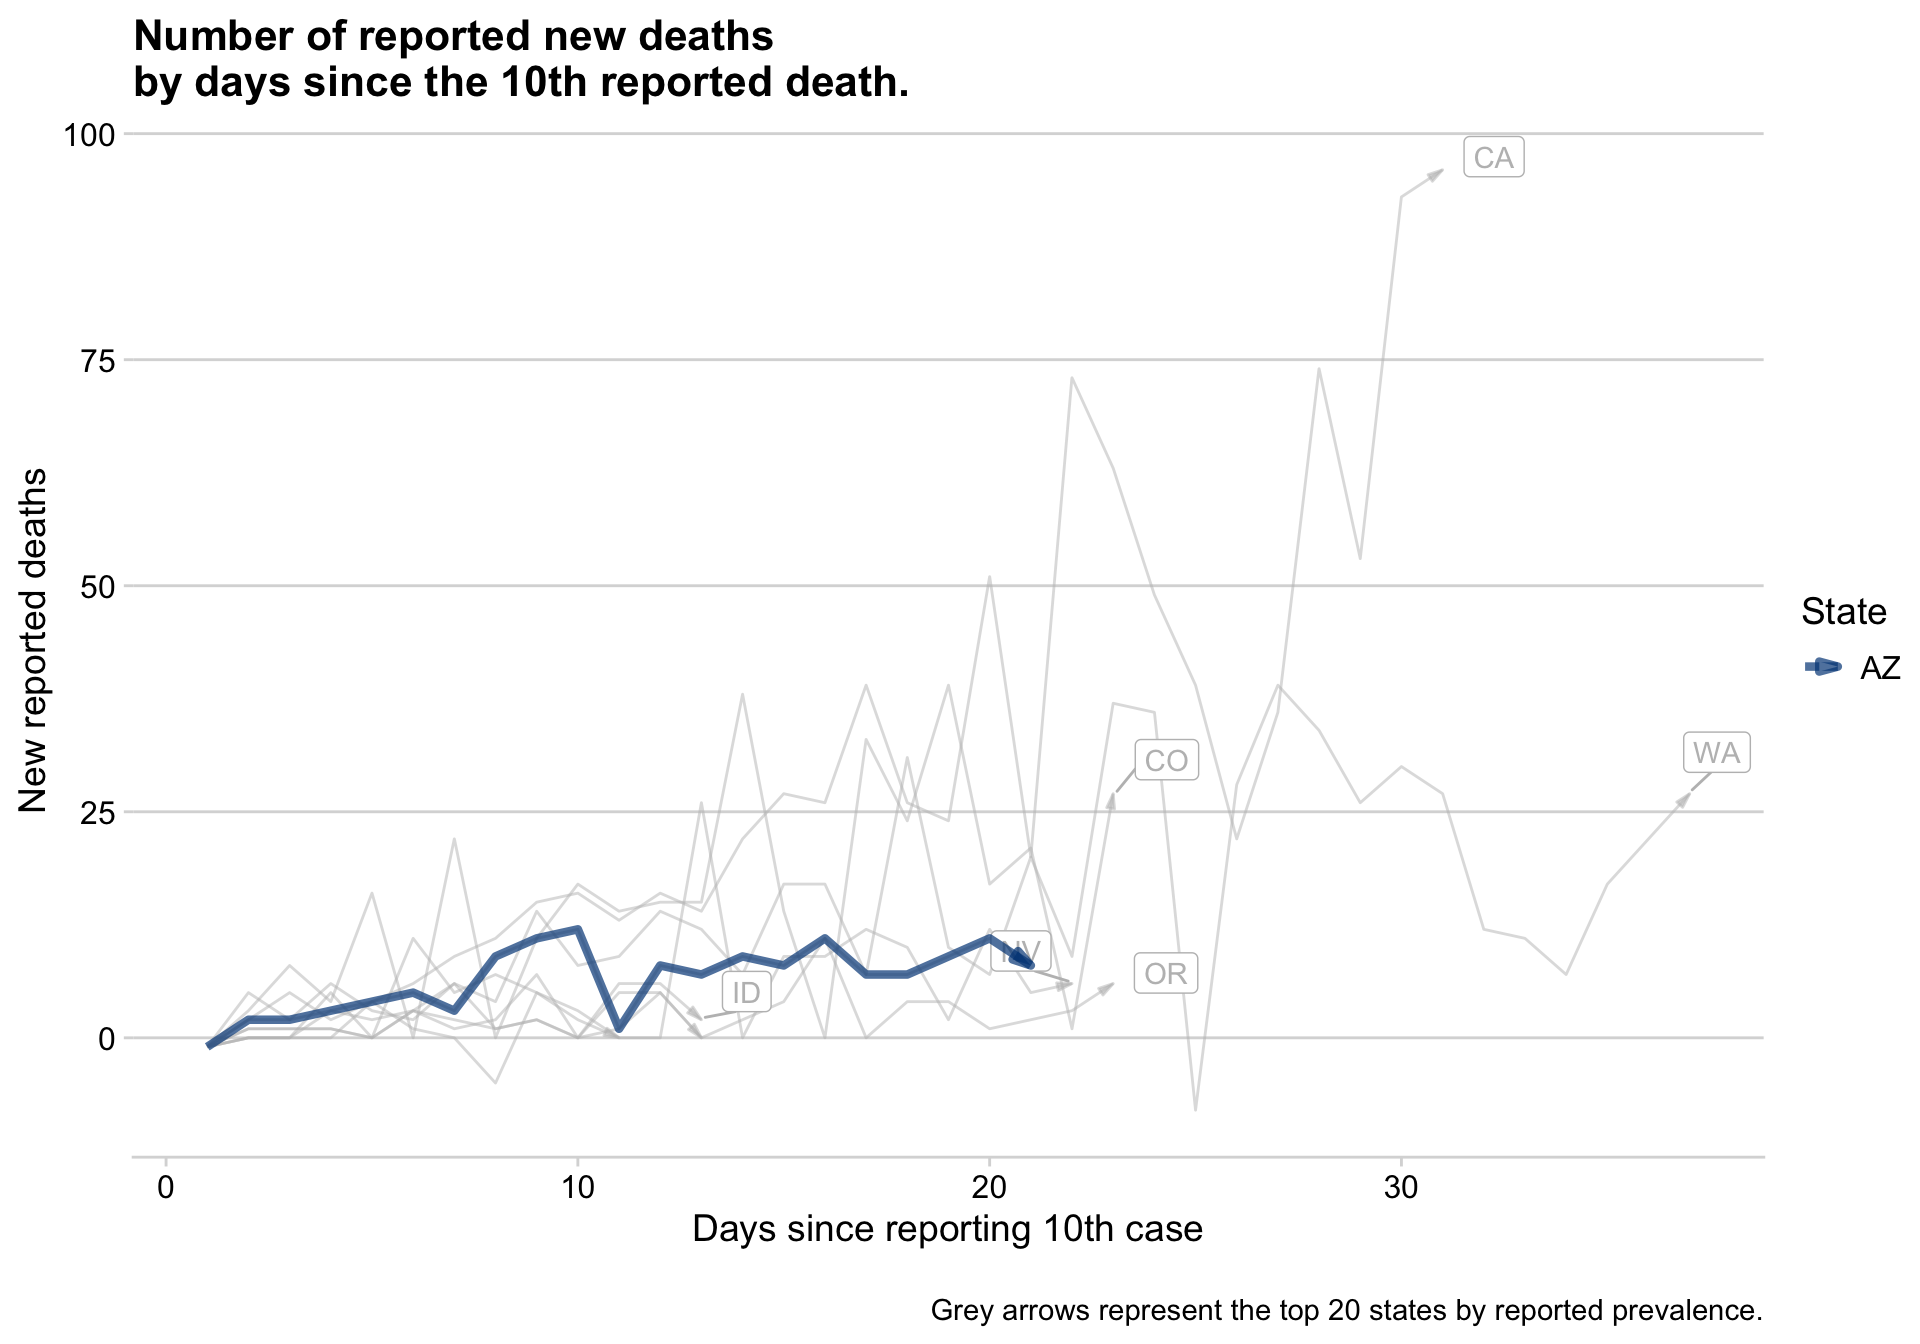 Number of reported new deaths
by days since the 10th reported death.
100
75
50
25
0
New reported deaths
CA
WA
CO
OR
NV
ID
State
AZ
0 10 20 30
Days since reporting 10th case
Grey arrows represent the top 20 states by reported prevalence.